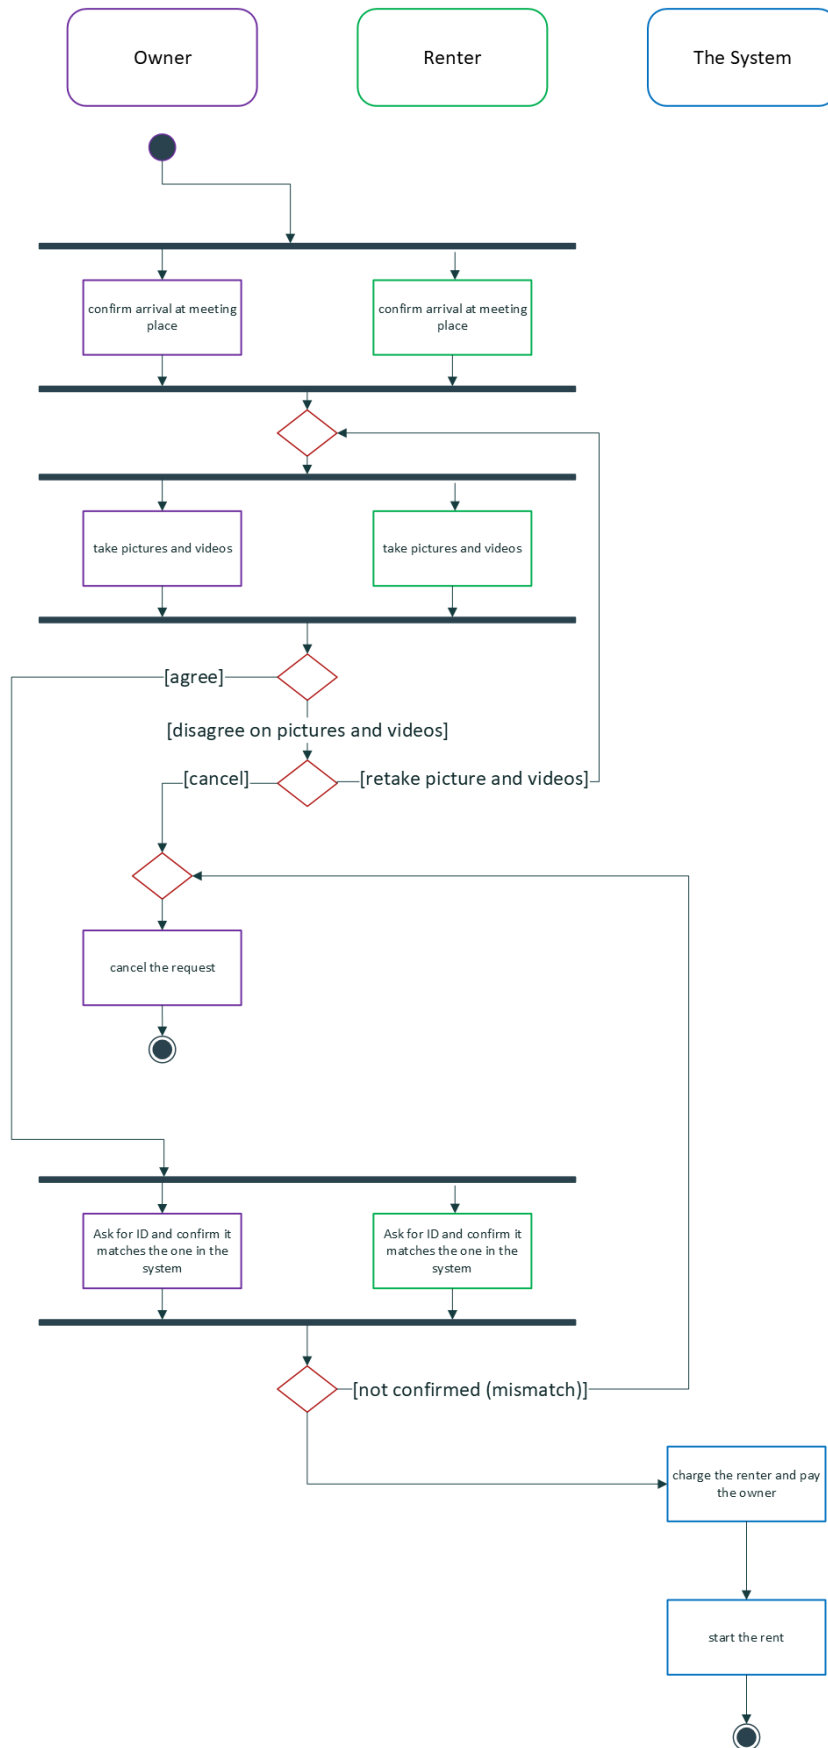 Owner
Renter
The System
confirm arrival at meeting
place
confirm arrival at meeting
place
take pictures and videos
take pictures and videos
[agree]
[disagree on pictures and videos]
[cancel]
[retake picture and videos]
cancel the request
Ask for ID and confirm it
matches the one in the
system
Ask for ID and confirm it
matches the one in the
system
[not confirmed (mismatch)]
charge the renter and pay
the owner
start the rent